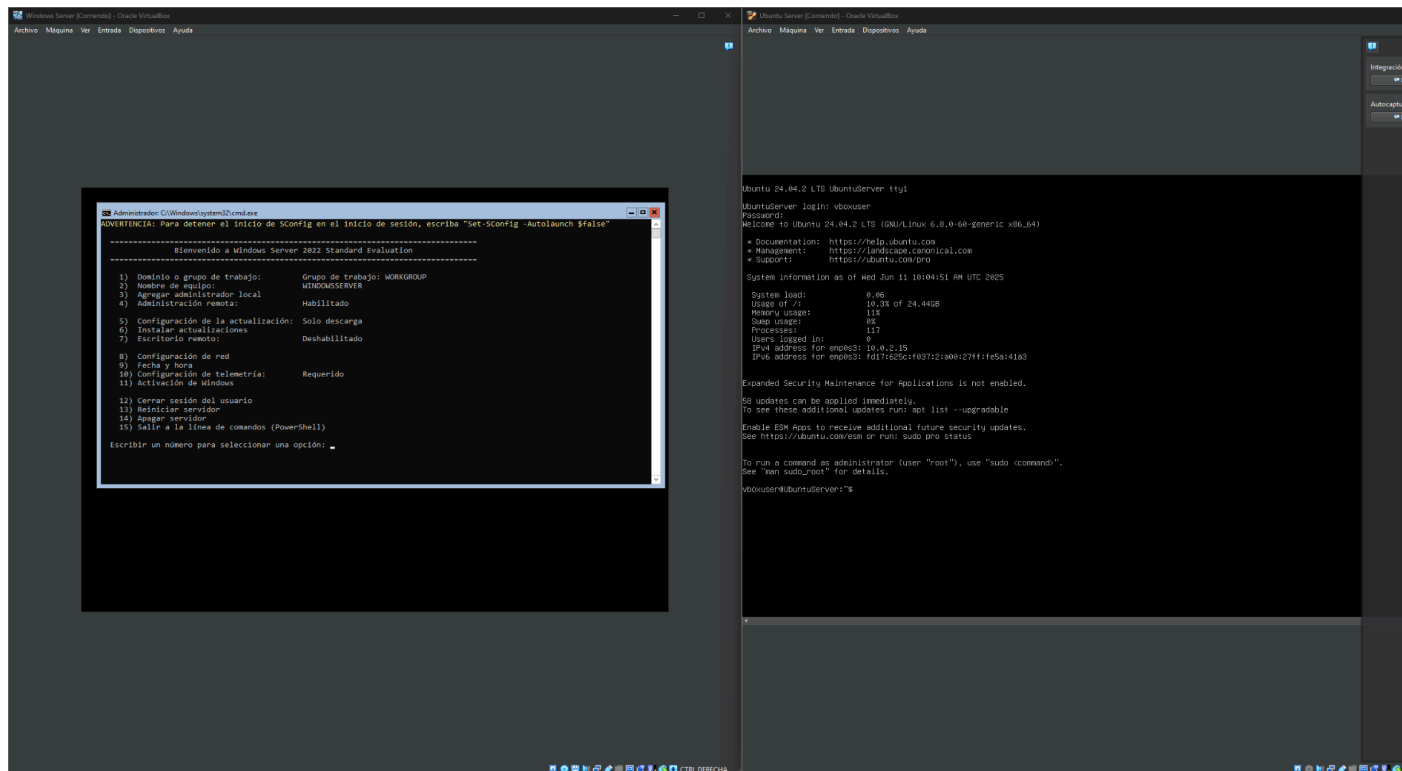 Windows Server [Corriendo] - Oracle VirtualBox
Archivo Máquina Ver Entrada Dispositivos Ayuda
Administrador: C:\Windows\system32\cmd.exe
ADVERTENCIA: Para detener el inicio de SConfig en el inicio de sesión, escriba "Set-SConfig -Autolaunch $false"
================================================================================
Bienvenido a Windows Server 2022 Standard Evaluation
================================================================================
1) Dominio o grupo de trabajo: Grupo de trabajo: WORKGROUP
2) Nombre de equipo: WINDOWSSERVER
3) Agregar administrador local
4) Administración remota: Habilitado
5) Configuración de la actualización: Solo descarga
6) Instalar actualizaciones
7) Escritorio remoto: Deshabilitado
8) Configuración de red
9) Fecha y hora
10) Configuración de telemetría: Requerido
11) Activación de Windows
12) Cerrar sesión del usuario
13) Reiniciar servidor
14) Apagar servidor
15) Salir a la línea de comandos (PowerShell)
Escribir un número para seleccionar una opción:
CTRL DERECHA
Ubuntu Server [Corriendo] - Oracle VirtualBox
Archivo Máquina Ver Entrada Dispositivos Ayuda
Integració
Autocaptu
Ubuntu 24.04.2 LTS UbuntuServer tty1
UbuntuServer login: vboxuser
Password:
Welcome to Ubuntu 24.04.2 LTS (GNU/Linux 6.8.0-60-generic x86_64)
* Documentation: https://help.ubuntu.com
* Management: https://landscape.canonical.com
* Support: https://ubuntu.com/pro
System information as of Wed Jun 11 10:04:51 AM UTC 2025
System load: 0.06
Usage of /: 10.3% of 24.44GB
Memory usage: 11%
Swap usage: 0%
Processes: 117
Users logged in: 0
IPv4 address for enp0s3: 10.0.2.15
IPv6 address for enp0s3: fd17:625c:f037:2:a00:27ff:fe5a:41a3
Expanded Security Maintenance for Applications is not enabled.
58 updates can be applied immediately.
To see these additional updates run: apt list --upgradable
Enable ESM Apps to receive additional future security updates.
See https://ubuntu.com/esm or run: sudo pro status
To run a command as administrator (user "root"), use "sudo <command>".
See "man sudo_root" for details.
vboxuser@UbuntuServer:~$